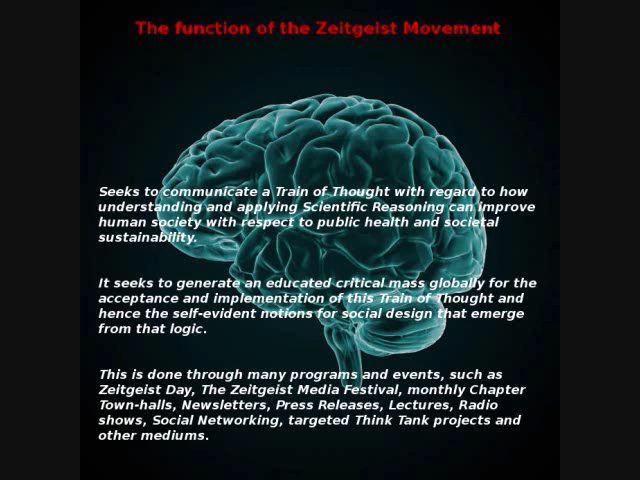 The function of the Zeitgeist Movement
Seeks to communicate a Train of Thought with regard to how
understanding and applying Scientific Reasoning can improve
human society with respect to public health and societal
sustainability.
It seeks to generate an educated critical mass globally for the
acceptance and implementation of this Train of Thought and
hence the self-evident notions for social design that emerge
from that logic.
This is done through many programs and events, such as
Zeitgeist Day, The Zeitgeist Media Festival, monthly Chapter
Town-halls, Newsletters, Press Releases, Lectures, Radio
shows, Social Networking, targeted Think Tank projects and
other mediums.